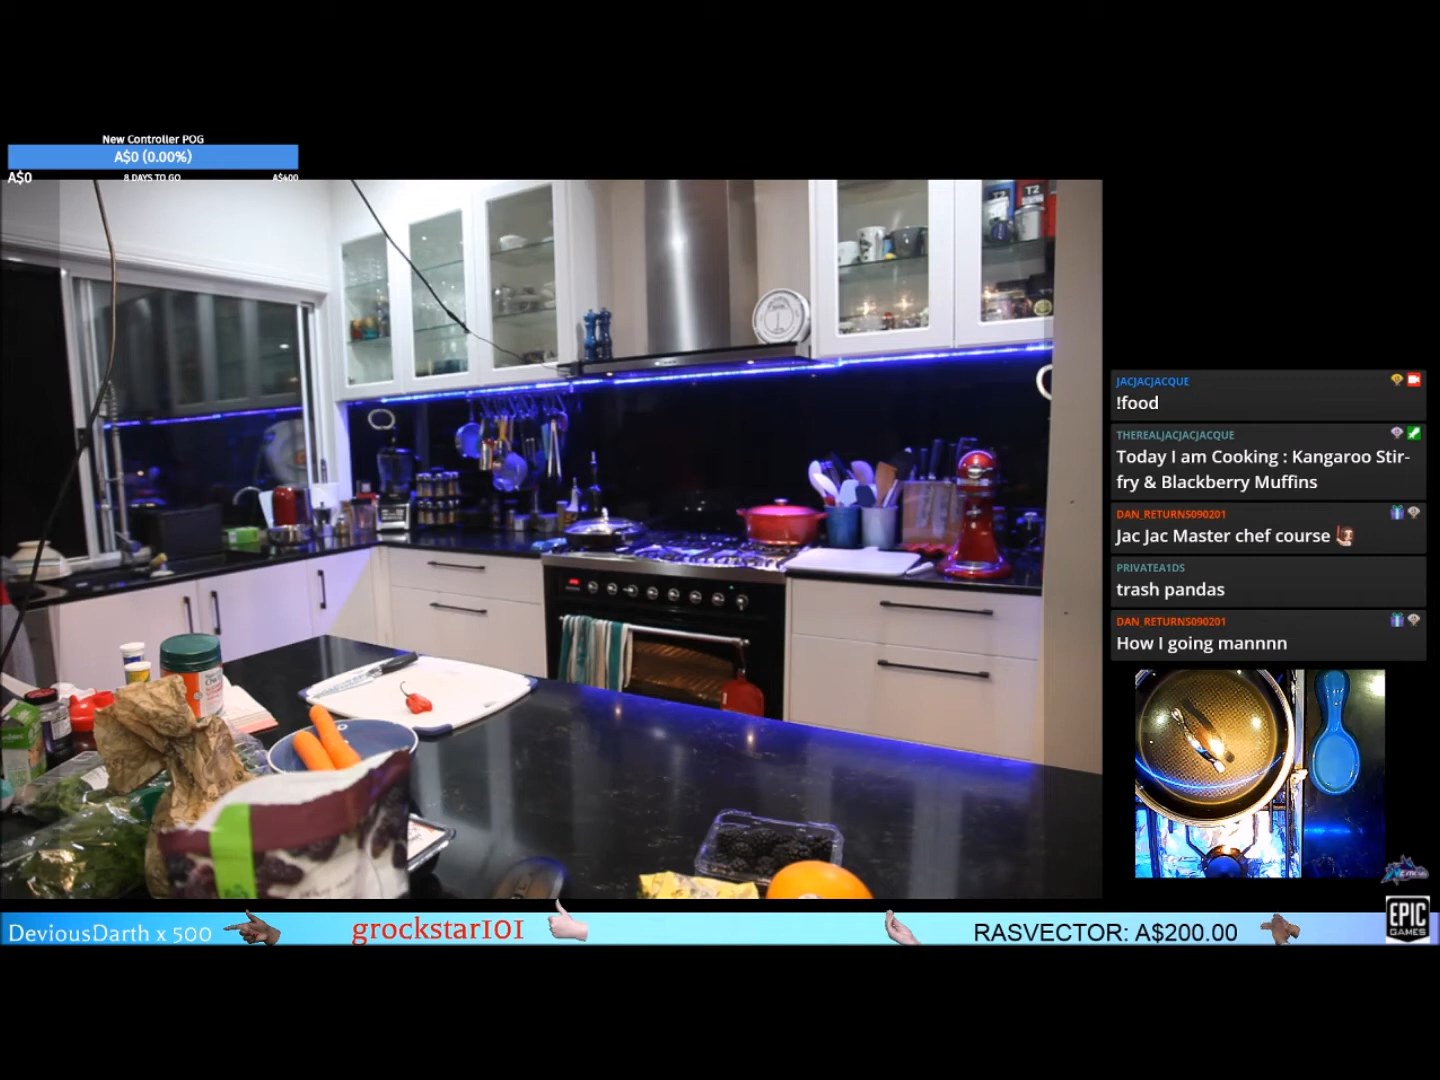 New Controller POG
A$0 (0.00%)
A$0
8 DAYS TO GO
A$400
T2
T2
JACJACJACQUE
!food
THEREALJACJACJACQUE
Today I am Cooking : Kangaroo Stir-
fry & Blackberry Muffins
DAN_RETURNS090201
Jac Jac Master chef course
PRIVATEA1DS
trash pandas
DAN_RETURNS090201
How I going mannnn
DeviousDarth x 500
grockstar101
RASVECTOR: A$200.00
EPIC
GAMES